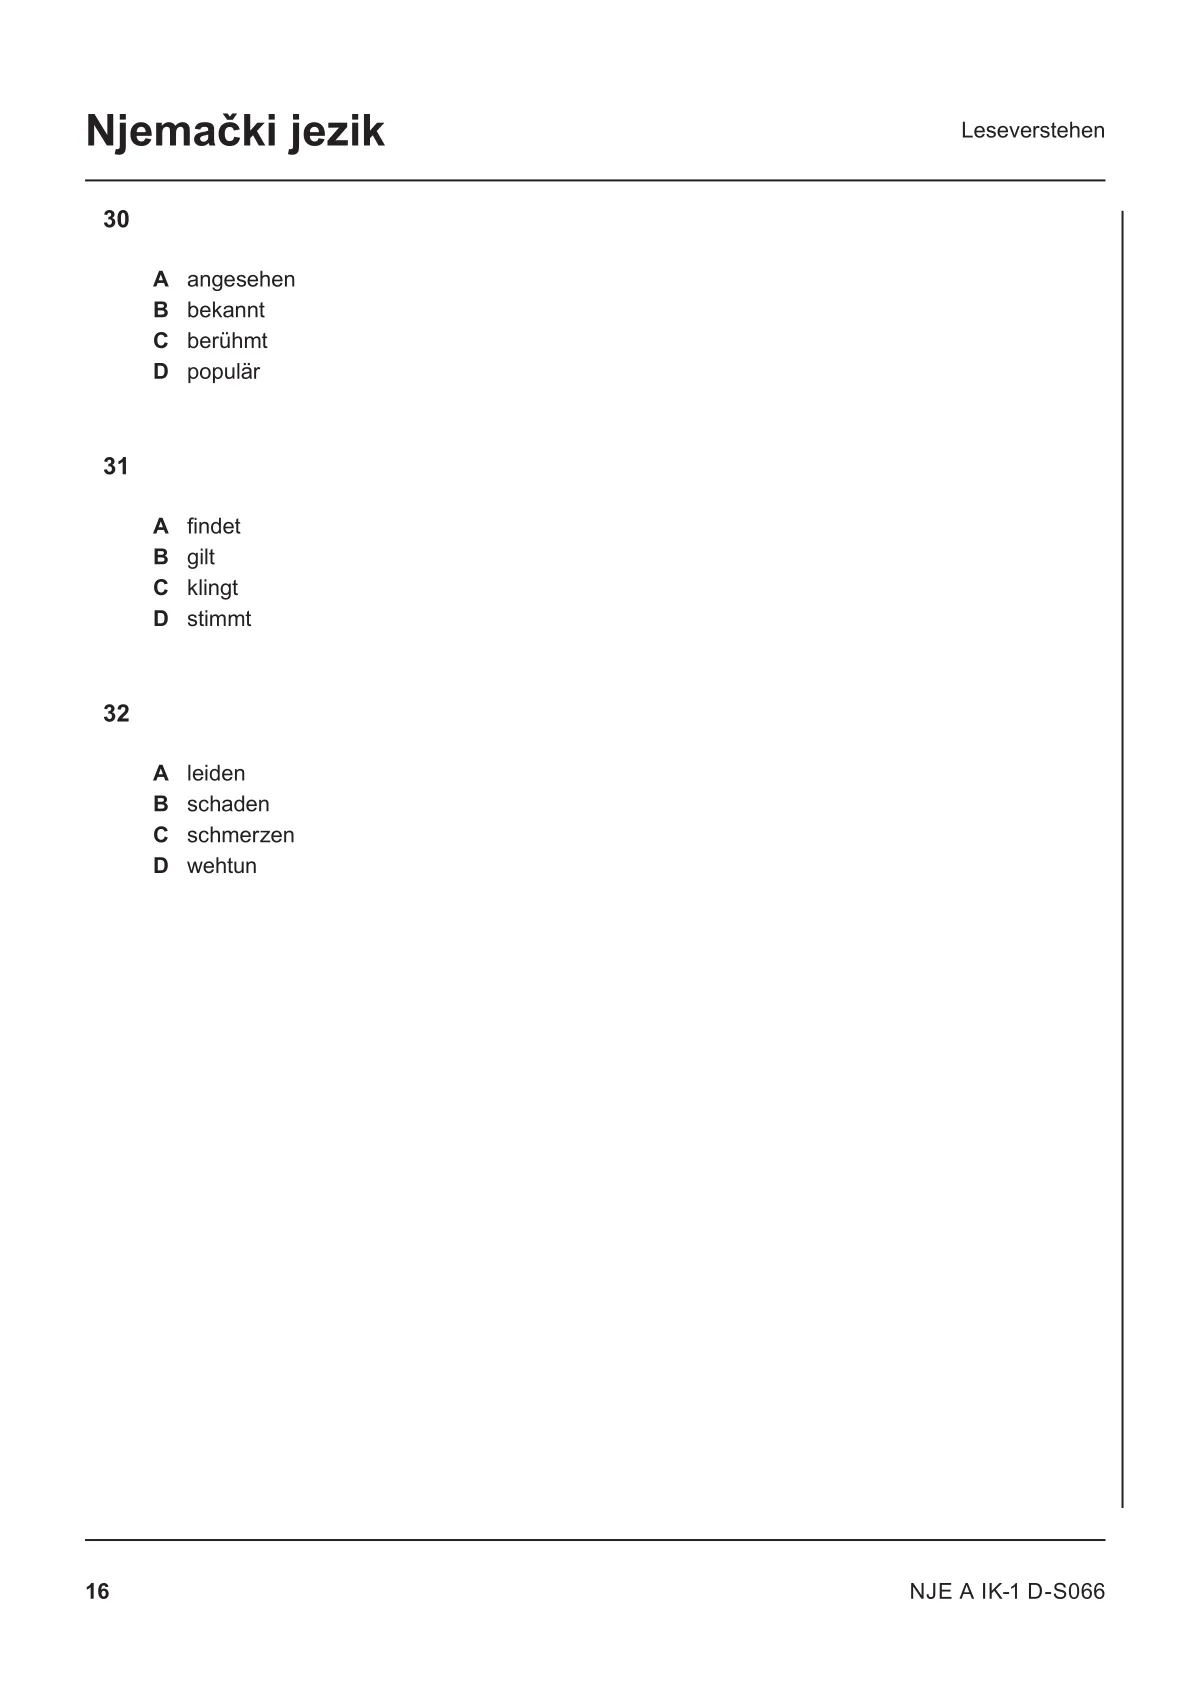 Njemački jezik
Leseverstehen
30
A angesehen
B bekannt
C berühmt
D populär
31
A findet
B gilt
C klingt
D stimmt
32
A leiden
B schaden
C schmerzen
D wehtun
16
NJE A IK-1 D-S066